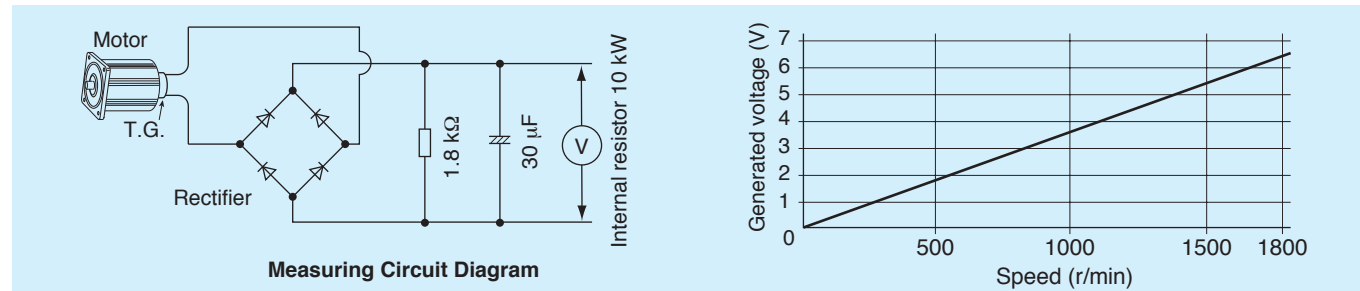 Motor
T.G.
Rectifier
1.8 kΩ
30 μF
V
Internal resistor 10 kW
Measuring Circuit Diagram
Generated voltage (V)
7
6
5
4
3
2
1
0
500
1000
1500
1800
Speed (r/min)